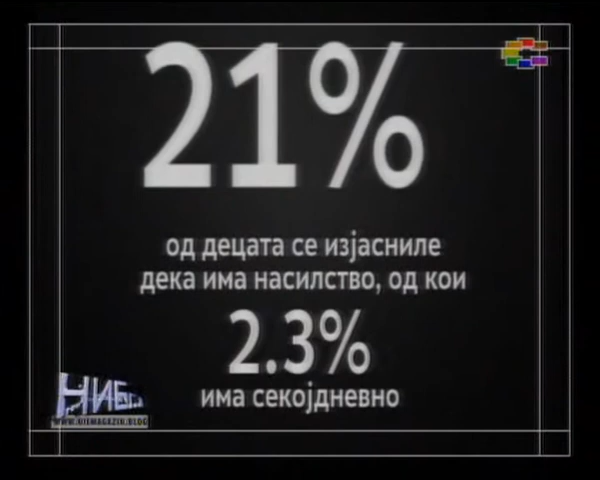 21%
од децата се изјасниле
дека има насилство, од кои
2.3%
има секојдневно